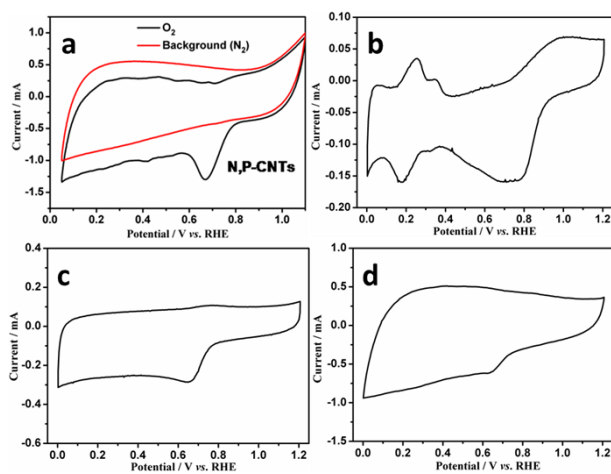 a
O2
Background (N2)
N,P-CNTs
Current / mA
1.0
0.5
0.0
-0.5
-1.0
-1.5
0.2 0.4 0.6 0.8 1.0
Potential / V vs. RHE
b
Current / mA
0.10
0.05
0.00
-0.05
-0.10
-0.15
-0.20
0.0 0.2 0.4 0.6 0.8 1.0 1.2
Potential / V vs. RHE
c
Current / mA
0.4
0.2
0.0
-0.2
-0.4
-0.6
0.0 0.2 0.4 0.6 0.8 1.0 1.2
Potential / V vs. RHE
d
Current / mA
1.0
0.5
0.0
-0.5
-1.0
-1.5
0.0 0.2 0.4 0.6 0.8 1.0 1.2
Potential / V vs. RHE